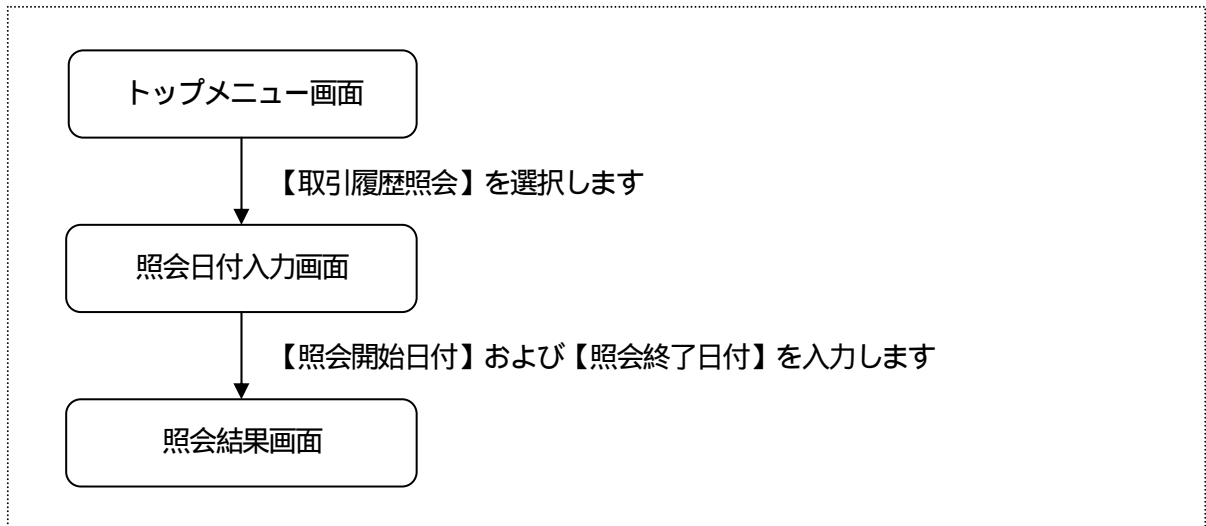 トップメニュー画面
【取引履歴照会】を選択します
照会日付入力画面
【照会開始日付】および【照会終了日付】を入力します
照会結果画面